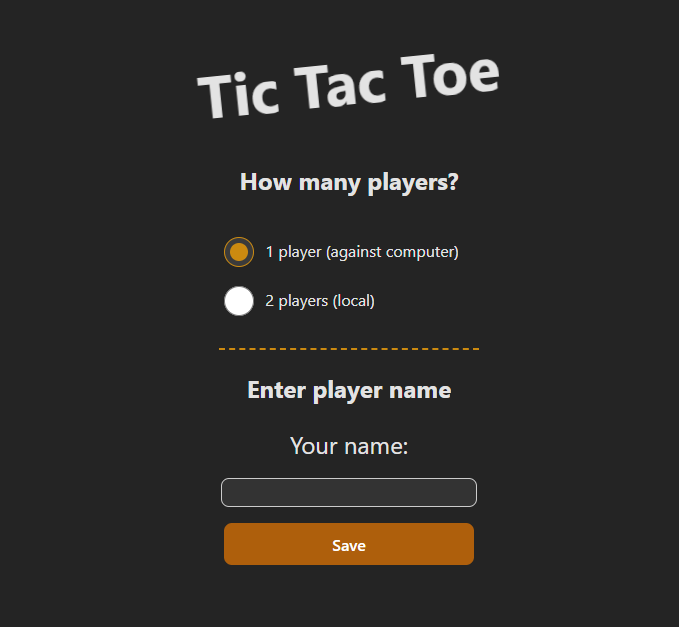 Tic Tac Toe
How many players?
1 player (against computer)
2 players (local)
Enter player name
Your name:
Save